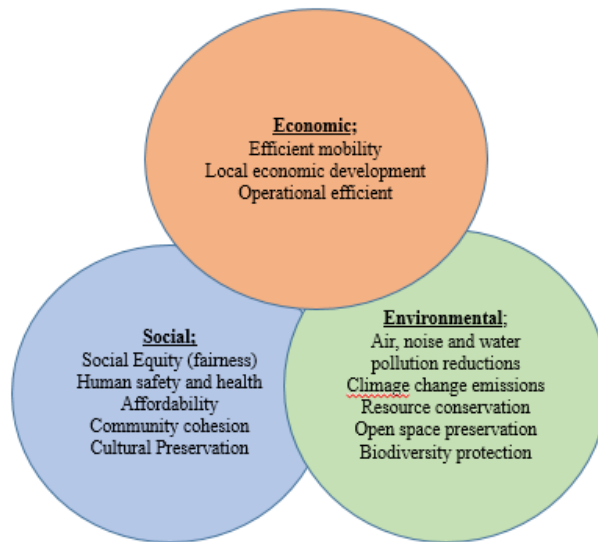 Economic;
Efficient mobility
Local economic development
Operational efficient
Social:
Social Equity (fairness)
Human safety and health
Affordability
Community cohesion
Cultural Preservation
Environmental;
Air, noise and water
pollution reductions
Climage change emissions
Resource conservation
Open space preservation
Biodiversity protection